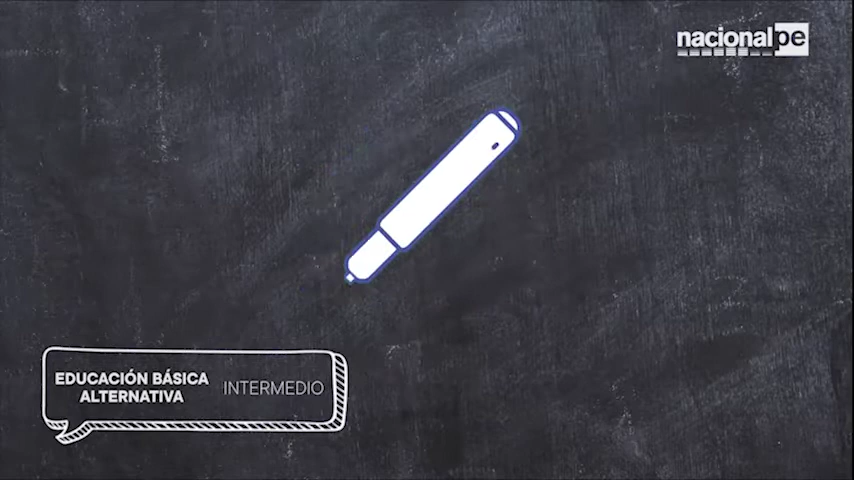 nacionalpe
EDUCACIÓN BÁSICA
ALTERNATIVA
INTERMEDIO